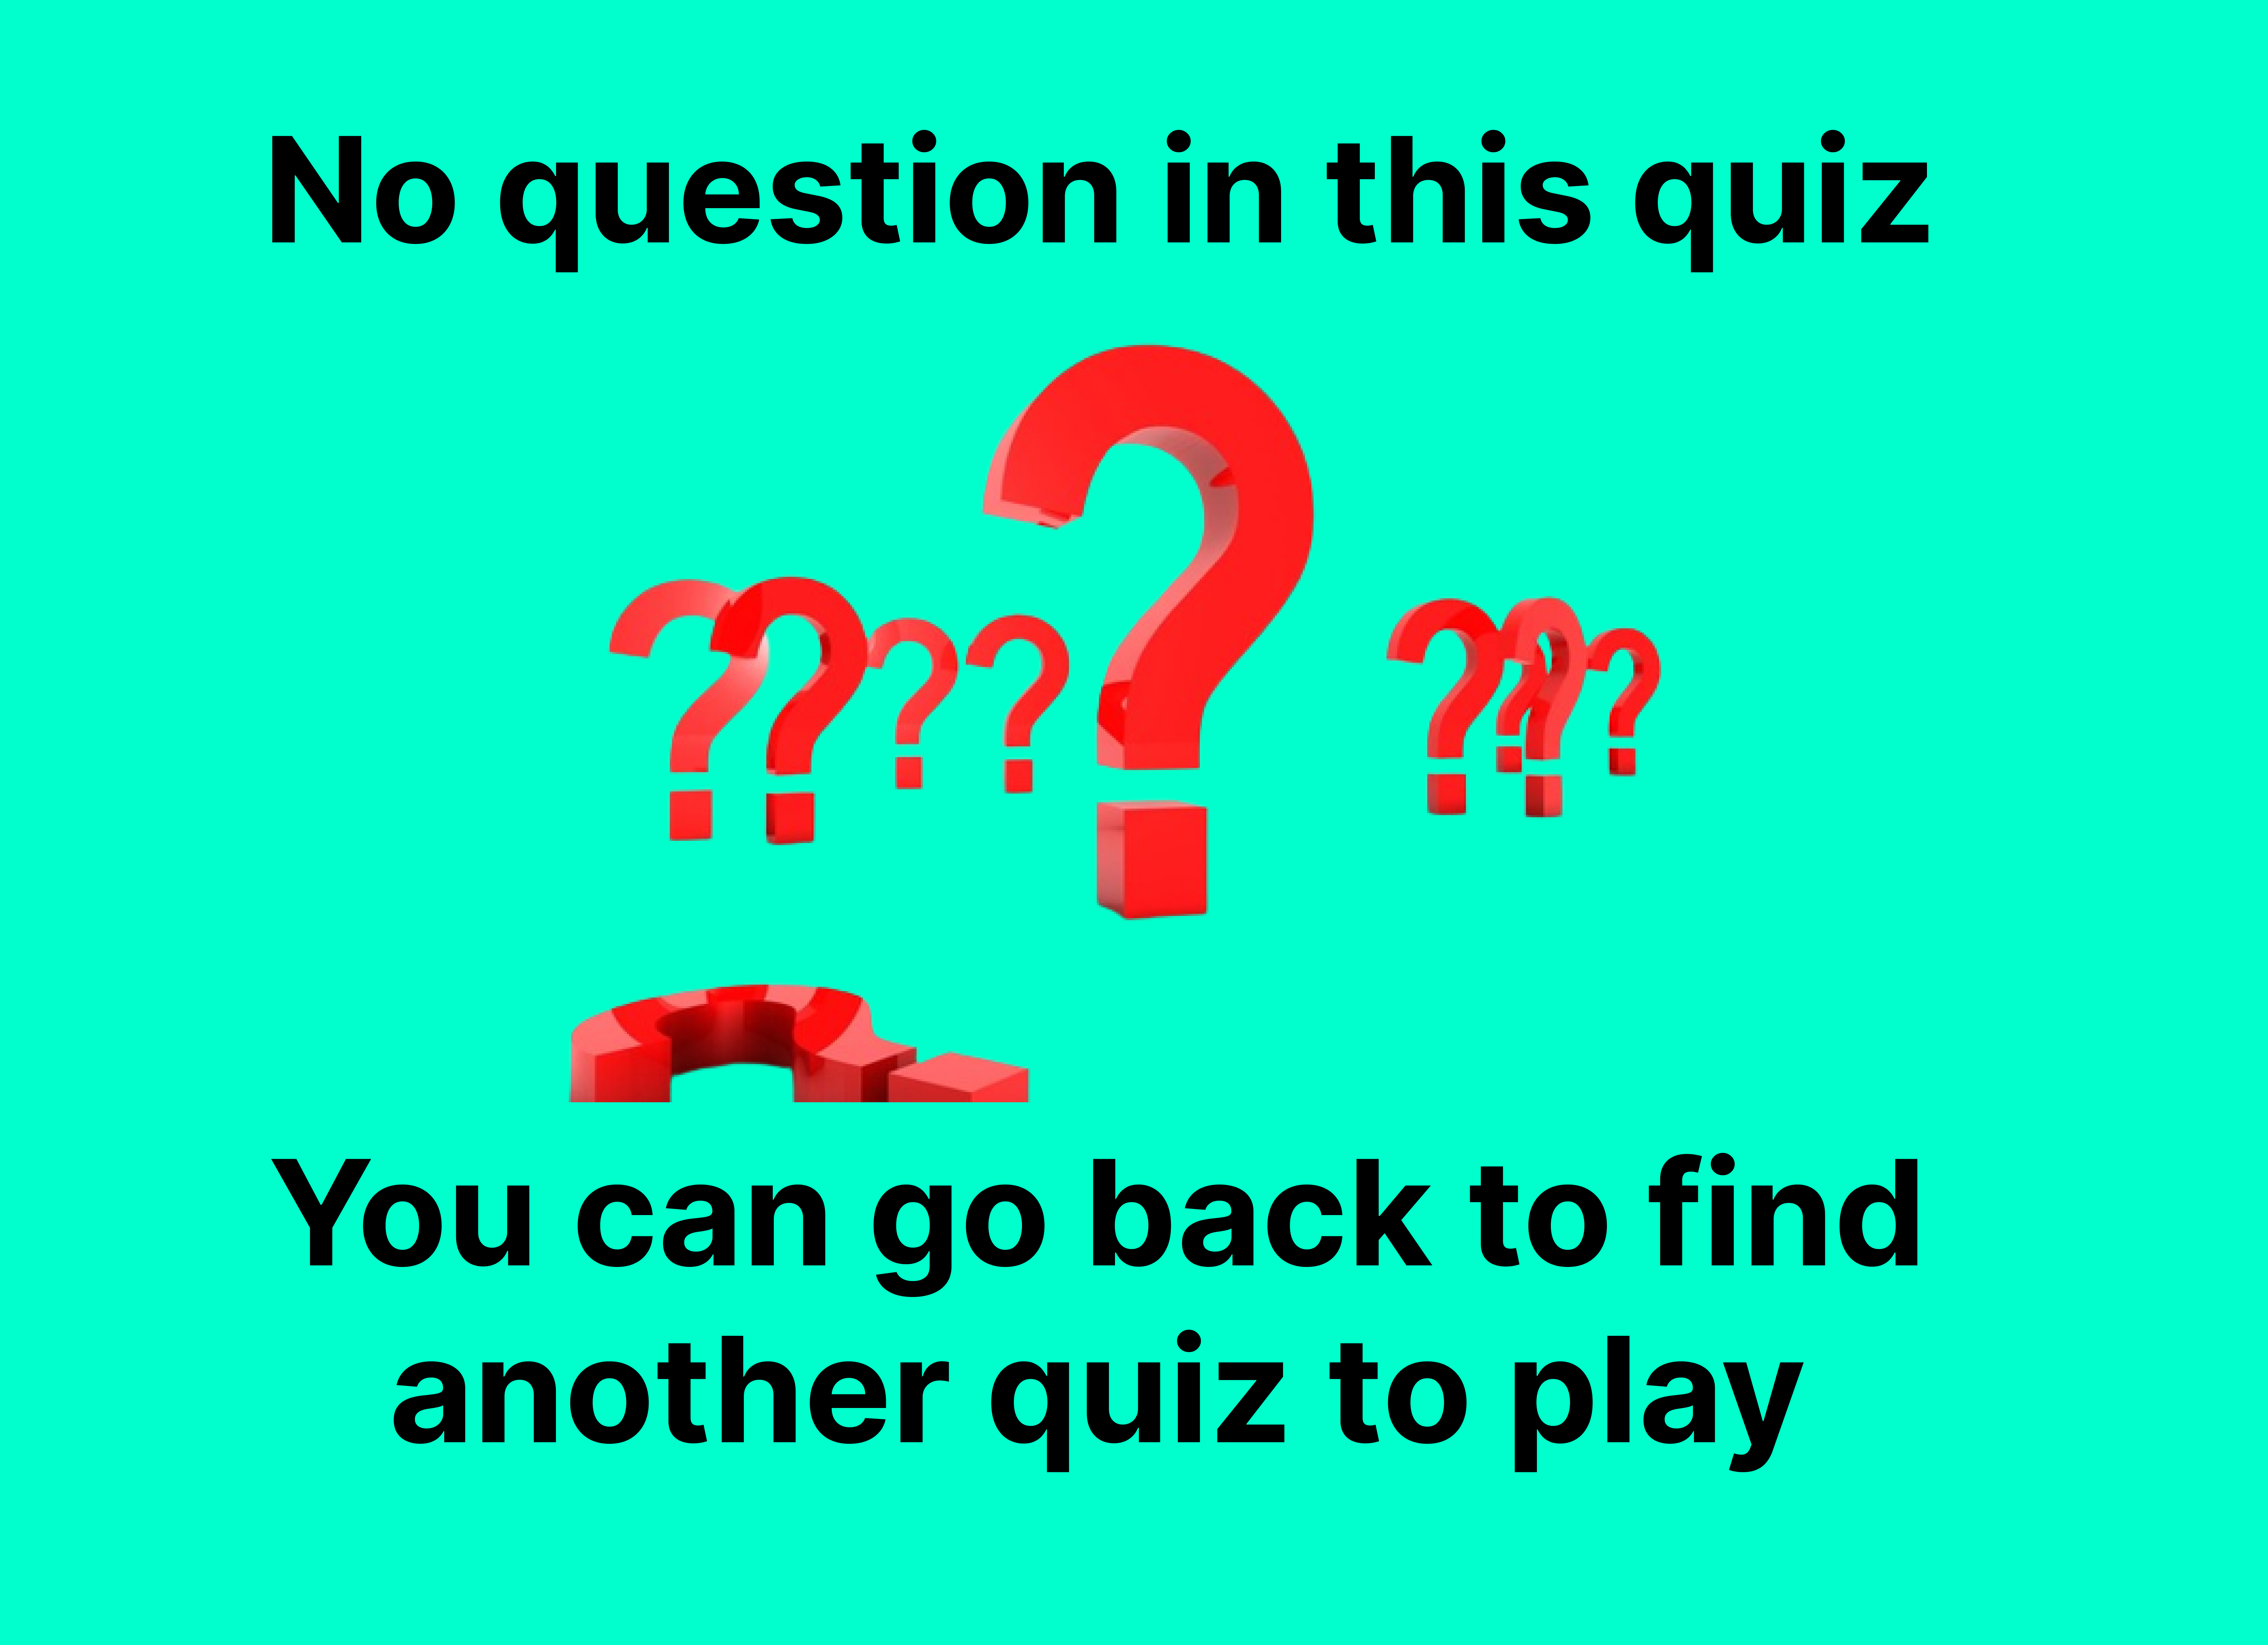 No question in this quiz
You can go back to find
another quiz to play